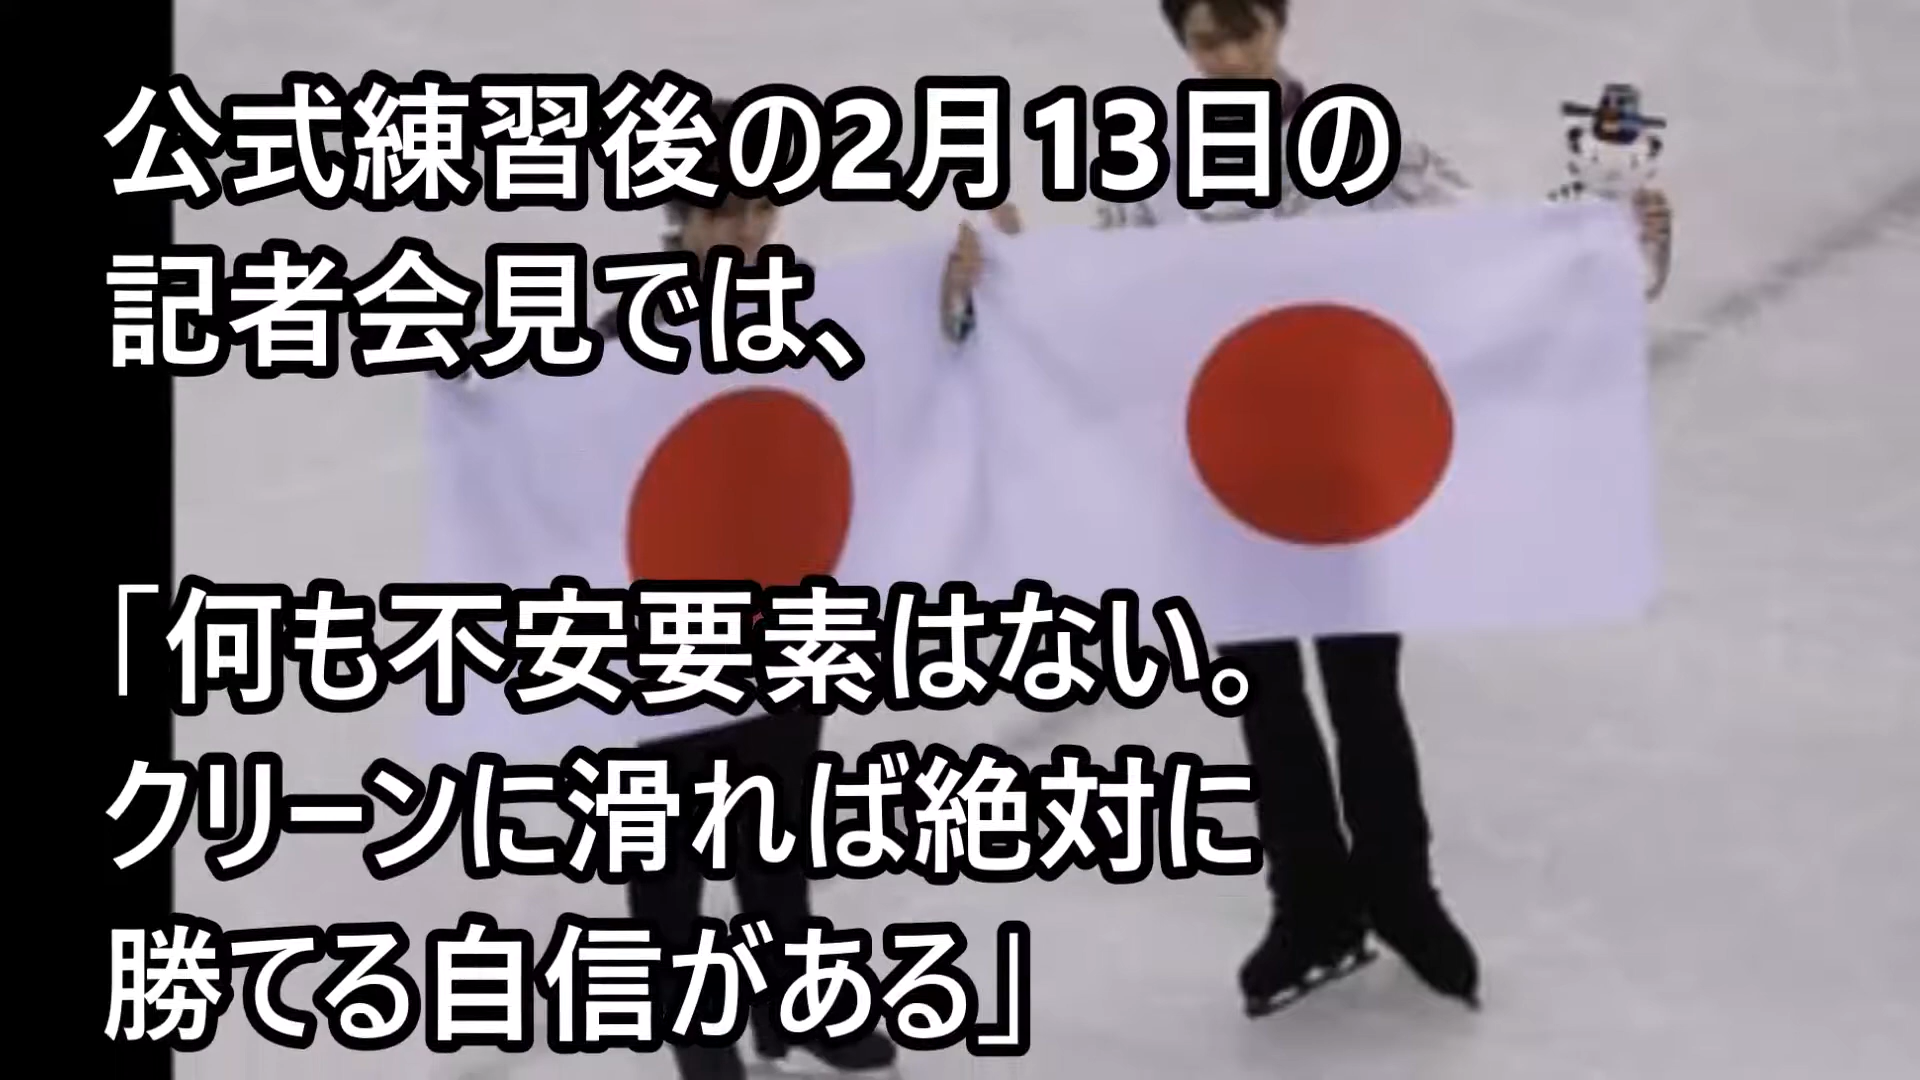 公式練習後の2月13日の
記者会見では、
「何も不安要素はない。
クリーンに滑れば絶対に
勝てる自信がある」